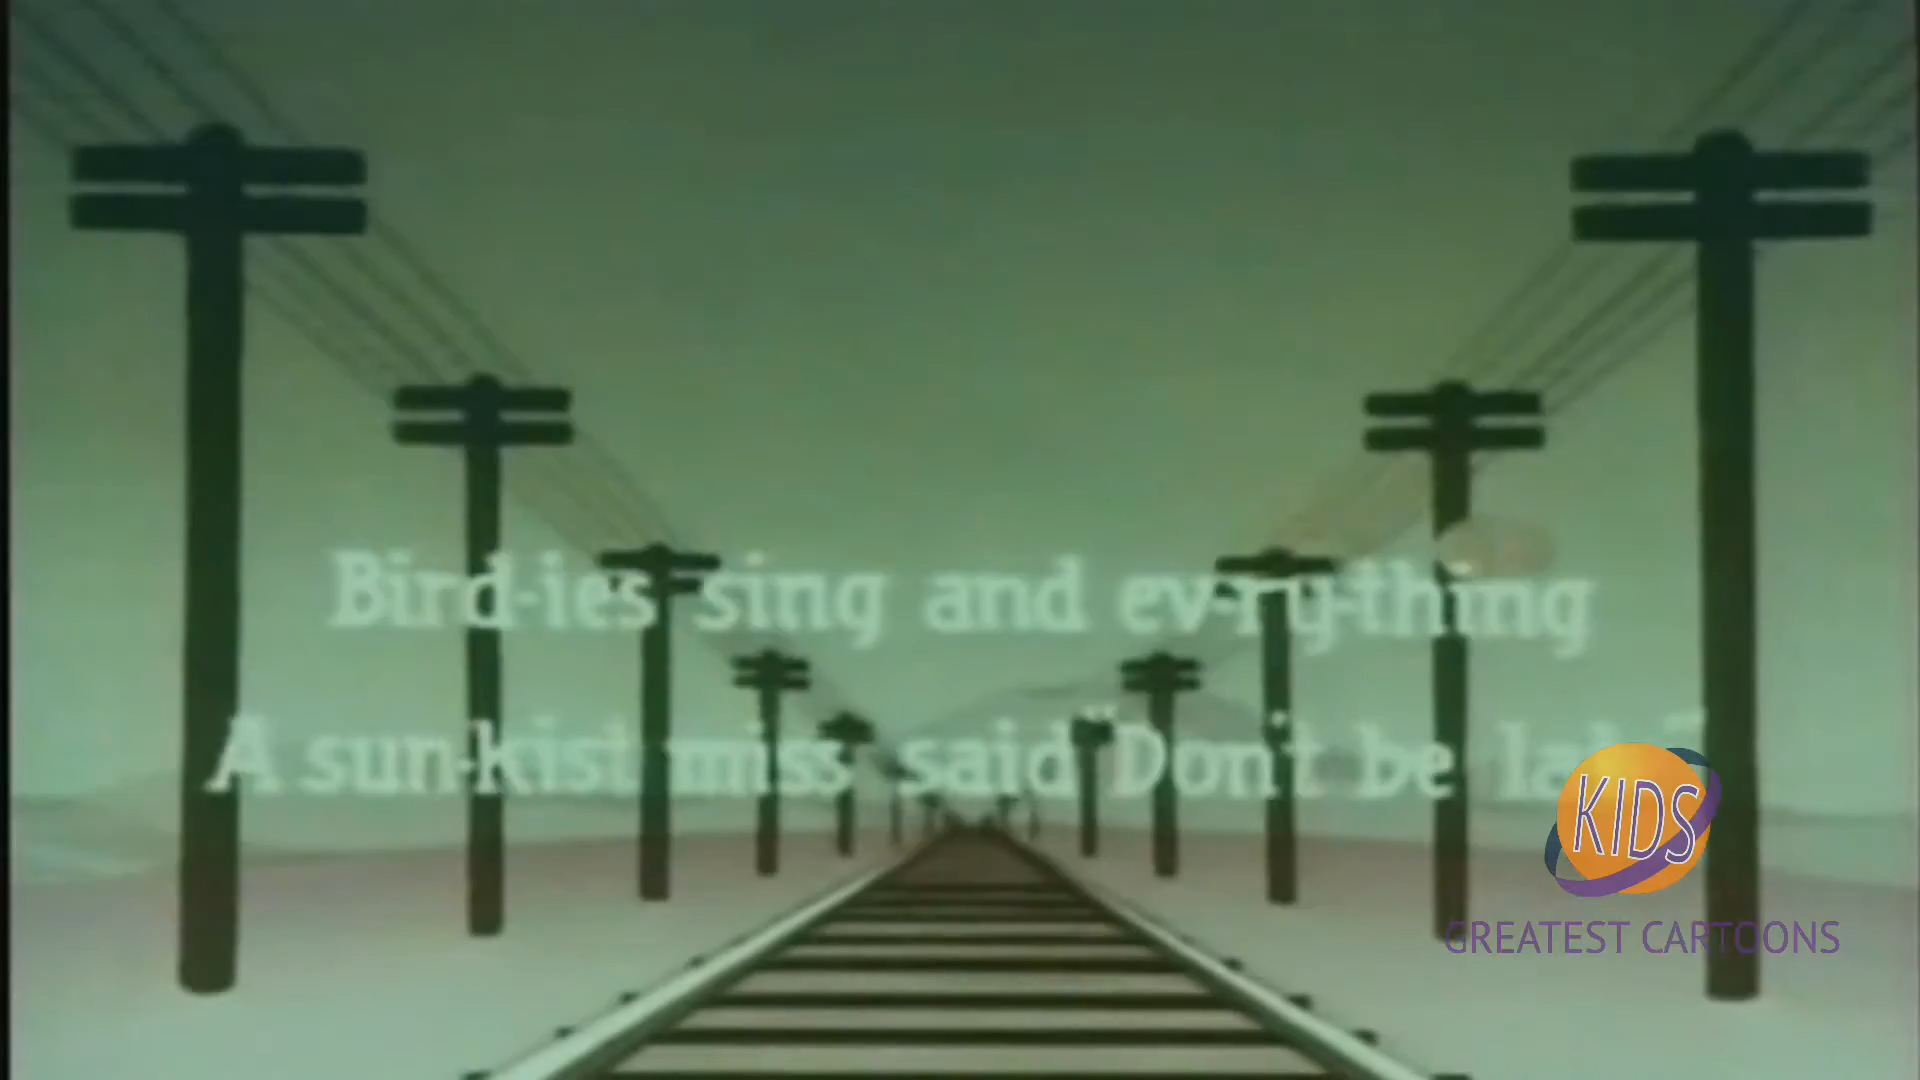 Bird-ies sing and ev-ry-thing
A sun-kist miss said "Don't be
KIDS
GREATEST CARTOONS